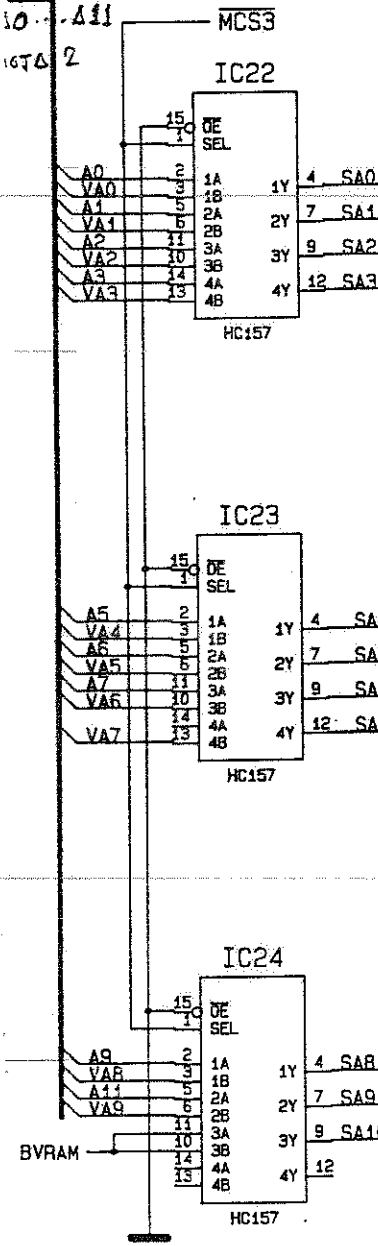 A11
2
MCS3
IC22
15 OE
1 SEL
A0 2 1A
VA0 3 1B
A1 5 2A
VA1 6 2B
A2 11 3A
VA2 10 3B
A3 14 4A
VA3 13 4B
1Y 4 SA0
2Y 7 SA1
3Y 9 SA2
4Y 12 SA3
HC157
IC23
15 OE
1 SEL
A5 2 1A
VA4 3 1B
A6 5 2A
VA5 6 2B
A7 11 3A
VA6 10 3B
14 4A
VA7 13 4B
1Y 4 SA
2Y 7 SA
3Y 9 SA
4Y 12 SA
HC157
IC24
15 OE
1 SEL
A9 2 1A
VA8 3 1B
A11 5 2A
VA9 6 2B
11 3A
BVRAM 10 3B
14 4A
13 4B
1Y 4 SA8
2Y 7 SA9
3Y 9 SA1
4Y 12
HC157